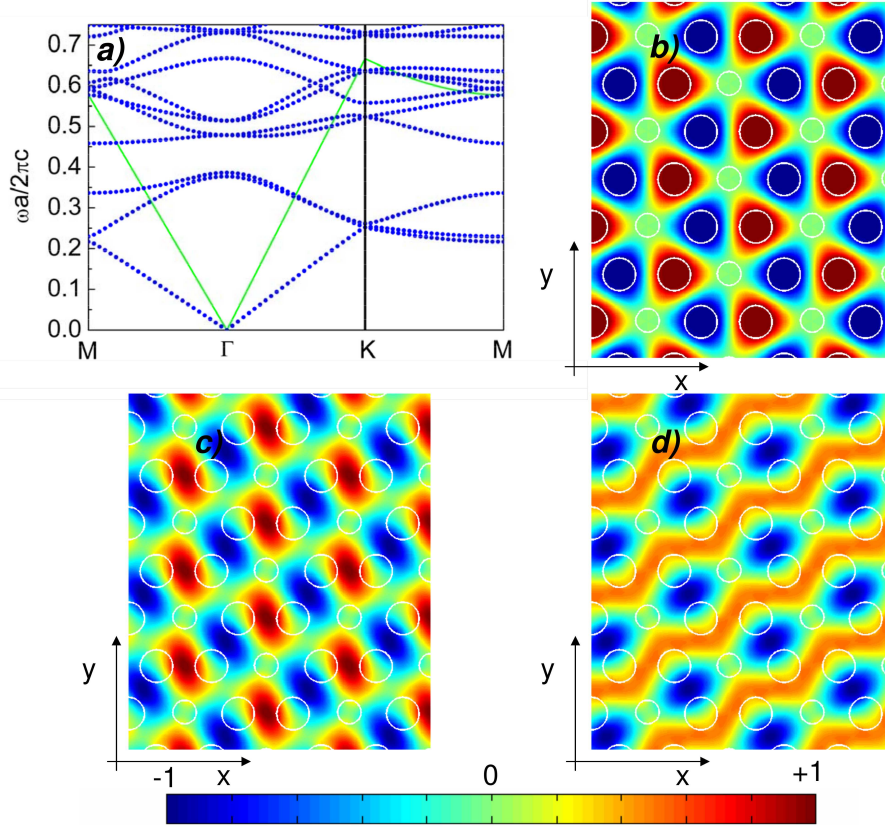 a)
b)
ωa/2πc
0.7
0.6
0.5
0.4
0.3
0.2
0.1
0.0
M Γ K M
y
x
c)
d)
y
x
y
x
-1 0 +1